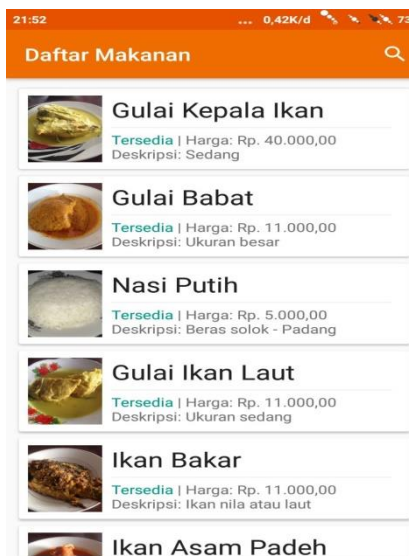 21:52 ... 0,42K/d 73
Daftar Makanan
Gulai Kepala Ikan
Tersedia | Harga: Rp. 40.000,00
Deskripsi: Sedang
Gulai Babat
Tersedia | Harga: Rp. 11.000,00
Deskripsi: Ukuran besar
Nasi Putih
Tersedia | Harga: Rp. 5.000,00
Deskripsi: Beras solok - Padang
Gulai Ikan Laut
Tersedia | Harga: Rp. 11.000,00
Deskripsi: Ukuran sedang
Ikan Bakar
Tersedia | Harga: Rp. 11.000,00
Deskripsi: Ikan nila atau laut
Ikan Asam Padeh